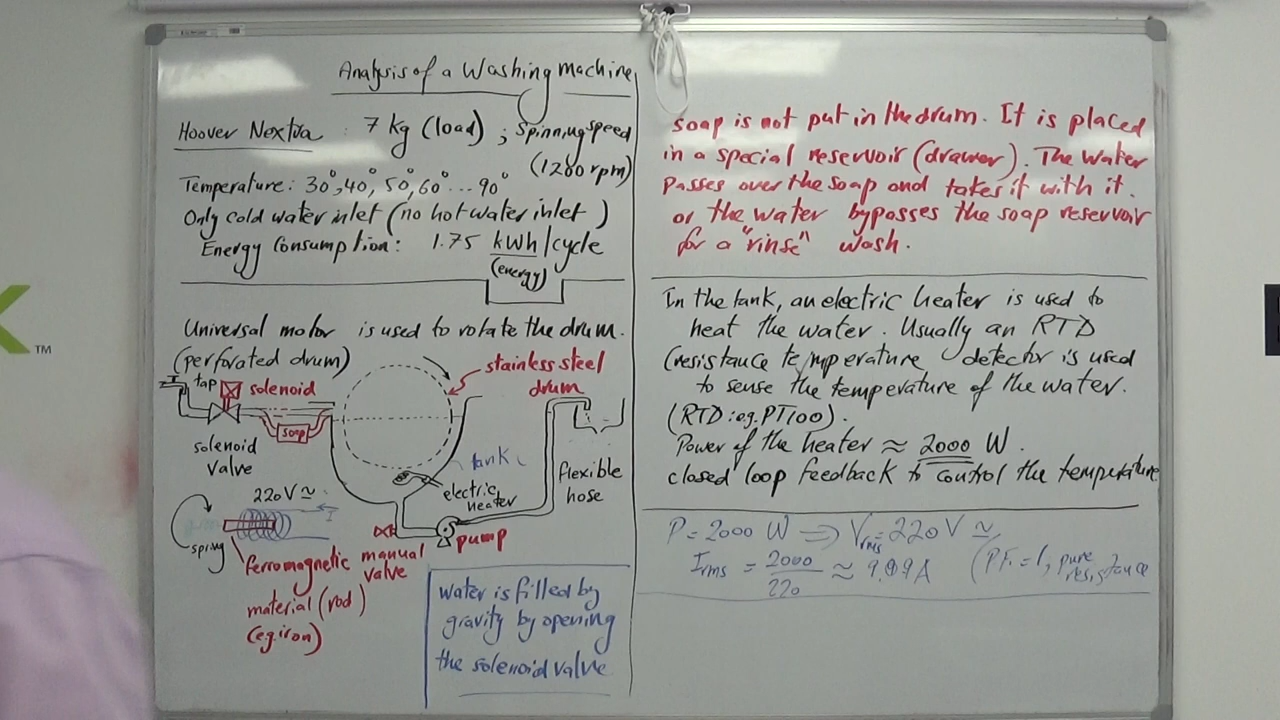 Analysis of a Washing Machine
Hoover Nextra : 7 kg (load) ; Spinning speed
(1200 rpm)
Temperature: 30°, 40°, 50°, 60° ... 90°
Only cold water inlet (no hot water inlet)
Energy Consumption: 1.75 kWh/cycle
(energy)
Universal motor is used to rotate the drum.
(perforated drum)
stainless steel
drum
tap
solenoid
soap
solenoid
valve
tank
electric
heater
flexible
hose
220V ≃
I
spring
pump
manual
valve
ferromagnetic
material (rod)
(e.g. iron)
water is filled by
gravity by opening
the solenoid valve
soap is not put in the drum. It is placed
in a special reservoir (drawer). The water
passes over the soap and takes it with it.
or the water bypasses the soap reservoir
for a "rinse" wash.
In the tank, an electric heater is used to
heat the water. Usually an RTD
(resistance temperature detector is used
to sense the temperature of the water.
(RTD: e.g. PT100).
Power of the heater ≈ 2000 W.
closed loop feedback to control the temperature
P = 2000 W ⇒ Vrms = 220 V ≃
Irms = 2000/220 ≈ 9.09A (PF. = 1, pure
resistance
TM